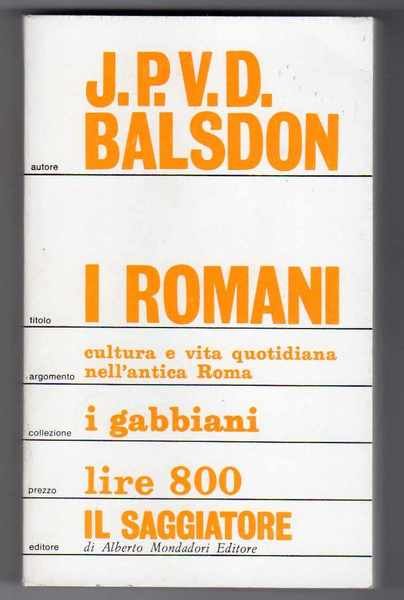 J.P.V.D.
BALSDON
autore
I ROMANI
titolo
cultura e vita quotidiana
nell'antica Roma
argomento
i gabbiani
collezione
lire 800
prezzo
IL SAGGIATORE
di Alberto Mondadori Editore
editore